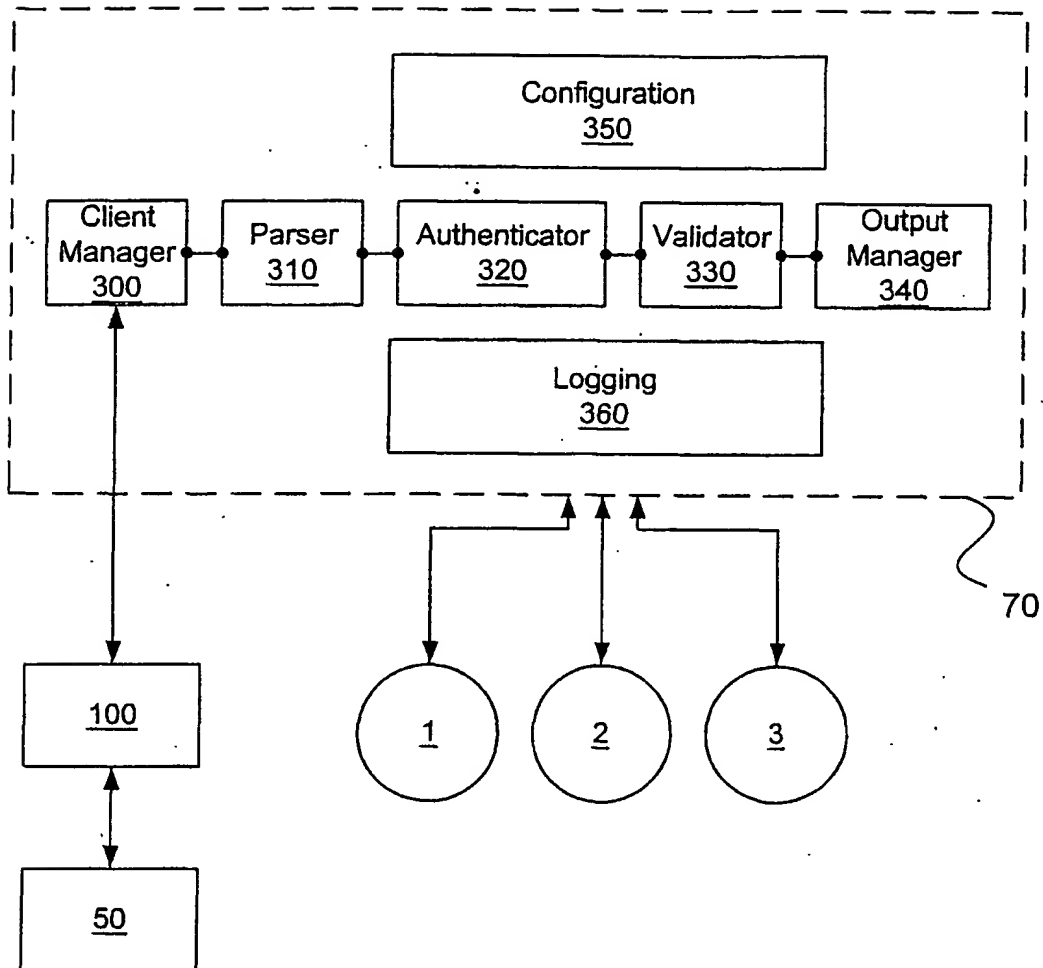 Configuration
350
Client
Manager
300
Parser
310
Authenticator
320
Validator
330
Output
Manager
340
Logging
360
70
100
1
2
3
50